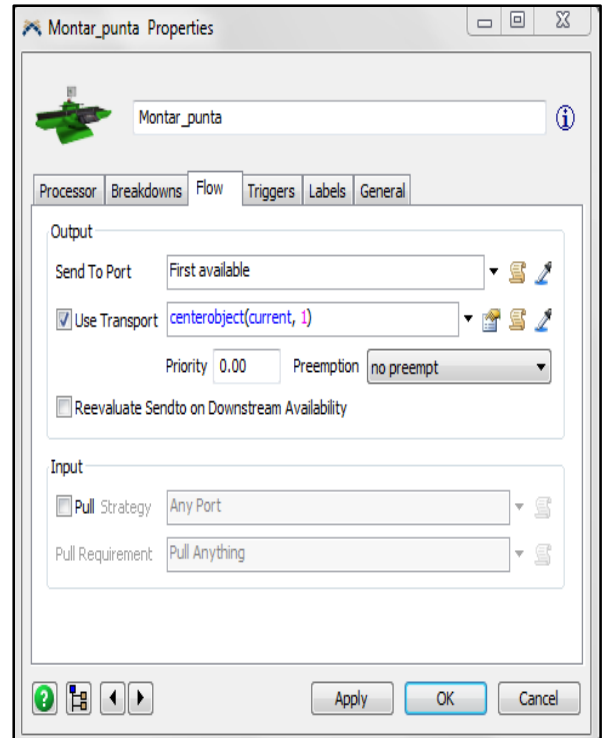 Montar_punta Properties
Montar_punta
Processor Breakdowns Flow Triggers Labels General
Output
Send To Port First available
Use Transport centerobject(current, 1)
Priority 0.00 Preemption no preempt
Reevaluate Sendto on Downstream Availability
Input
Pull Strategy Any Port
Pull Requirement Pull Anything
Apply OK Cancel